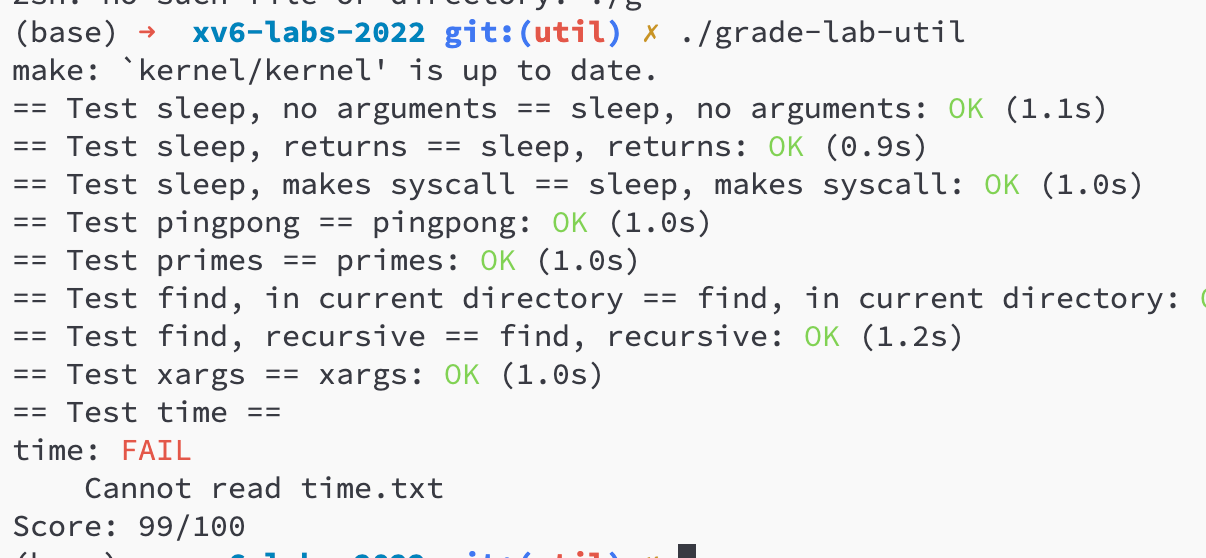 (base) → xv6-labs-2022 git:(util) ✗ ./grade-lab-util
make: `kernel/kernel' is up to date.
== Test sleep, no arguments == sleep, no arguments: OK (1.1s)
== Test sleep, returns == sleep, returns: OK (0.9s)
== Test sleep, makes syscall == sleep, makes syscall: OK (1.0s)
== Test pingpong == pingpong: OK (1.0s)
== Test primes == primes: OK (1.0s)
== Test find, in current directory == find, in current directory:
== Test find, recursive == find, recursive: OK (1.2s)
== Test xargs == xargs: OK (1.0s)
== Test time ==
time: FAIL
Cannot read time.txt
Score: 99/100